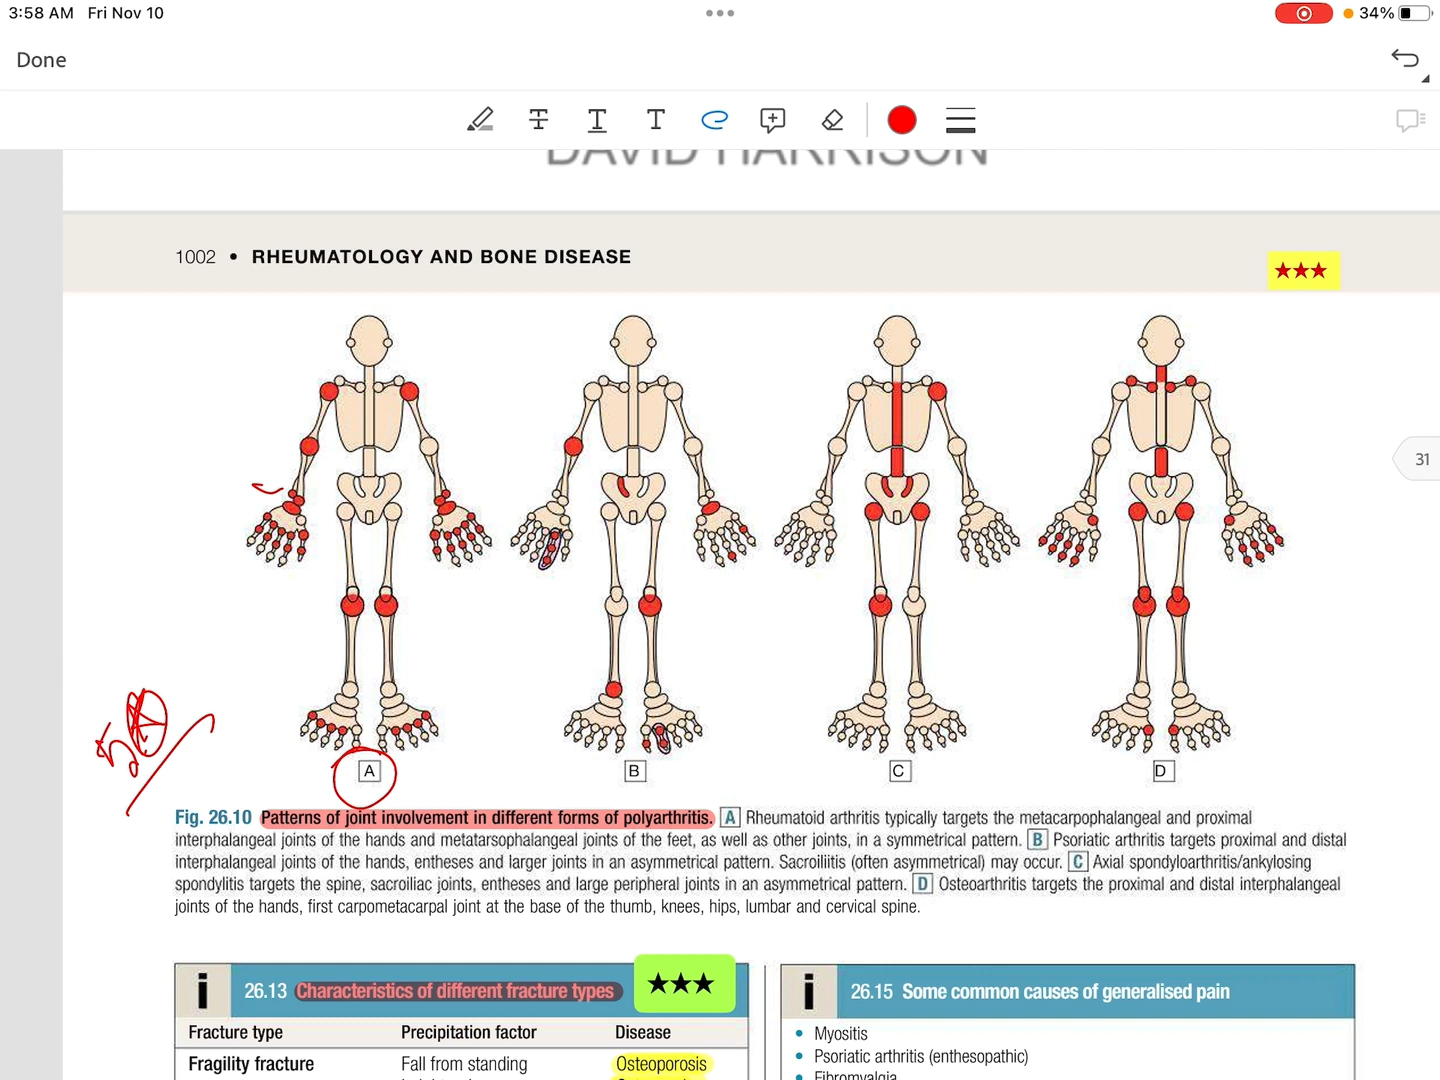 3:58 AM Fri Nov 10
34%
Done
DAVID HARRISON
1002 • RHEUMATOLOGY AND BONE DISEASE
★★★
31
A
B
C
D
Fig. 26.10 Patterns of joint involvement in different forms of polyarthritis. A Rheumatoid arthritis typically targets the metacarpophalangeal and proximal
interphalangeal joints of the hands and metatarsophalangeal joints of the feet, as well as other joints, in a symmetrical pattern. B Psoriatic arthritis targets proximal and distal
interphalangeal joints of the hands, entheses and larger joints in an asymmetrical pattern. Sacroiliitis (often asymmetrical) may occur. C Axial spondyloarthritis/ankylosing
spondylitis targets the spine, sacroiliac joints, entheses and large peripheral joints in an asymmetrical pattern. D Osteoarthritis targets the proximal and distal interphalangeal
joints of the hands, first carpometacarpal joint at the base of the thumb, knees, hips, lumbar and cervical spine.
i 26.13 Characteristics of different fracture types
★★★
Fracture type Precipitation factor Disease
Fragility fracture Fall from standing Osteoporosis
i 26.15 Some common causes of generalised pain
• Myositis
• Psoriatic arthritis (enthesopathic)
• Fibromyalgia